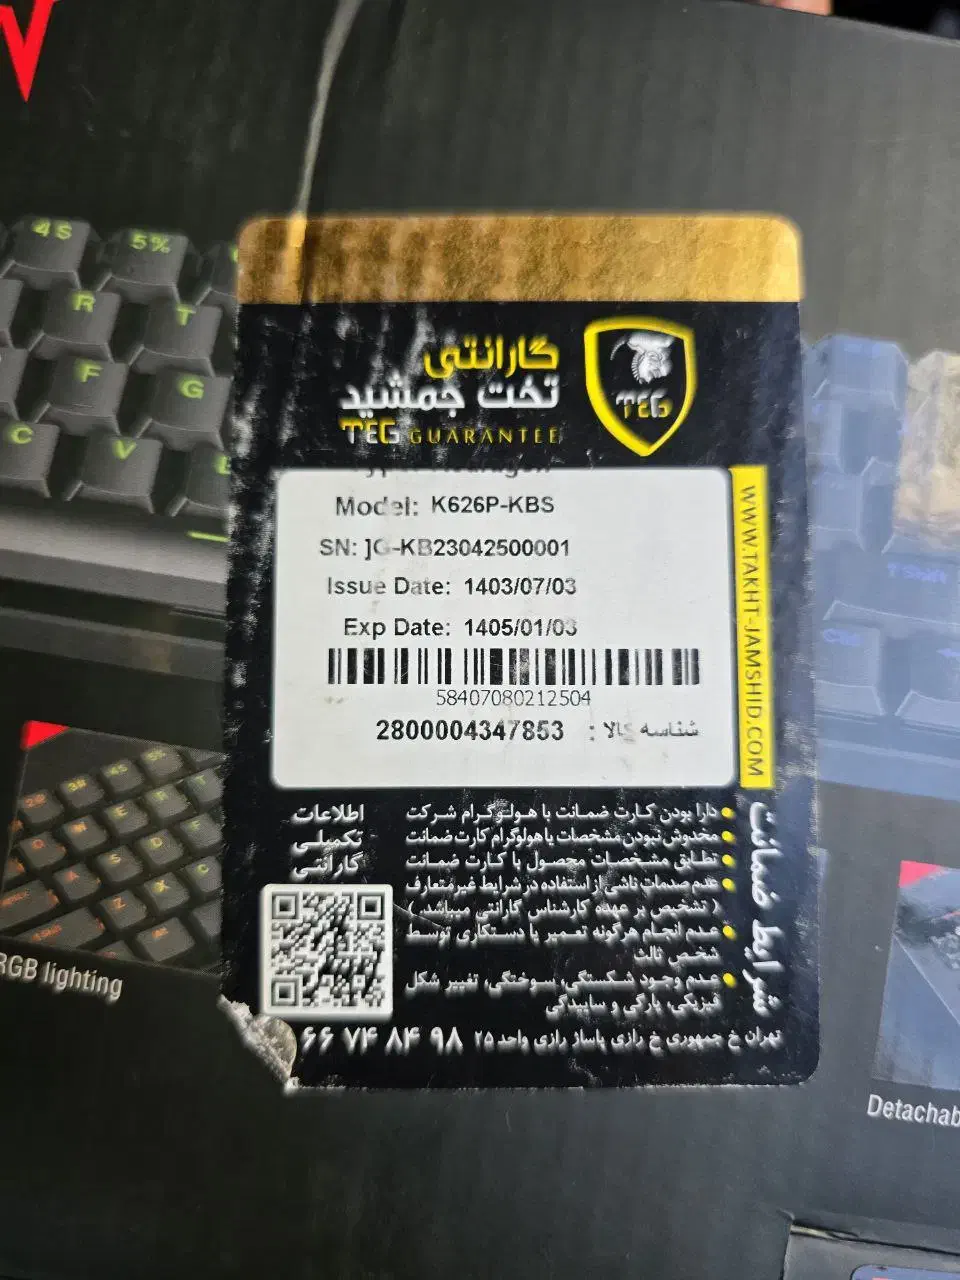 4$
5%
R
T
F
G
C
V
گارانتی
تخت جمشید
TEG GUARANTEE
TEG
Model: K626P-KBS
SN: JG-KB23042500001
Issue Date: 1403/07/03
Exp Date: 1405/01/03
58407080212504
شناسه کالا : 2800004347853
WWW.TAKHT-JAMSHID.COM
شرایط ضمانت
دارا بودن کارت ضمانت با هولوگرام شرکت
مخدوش نبودن مشخصات یا هولوگرام کارت ضمانت
تطابق مشخصات محصول با کارت ضمانت
عدم صدمات ناشی از استفاده در شرایط غیر متعارف
( تشخیص بر عهده کارشناس گارانتی میباشد. )
عدم انجام هرگونه تعمیر یا دستکاری توسط
شخص ثالث
عدم وجود شکستگی، سوختگی، تغییر شکل
فیزیکی، پارگی و ساییدگی
اطلاعات
تکمیلی
گارانتی
تهران خ جمهوری خ رازی پاساژ رازی واحد ۲۵ ۶۶ ۷۴ ۸۴ ۹۸
RGB lighting
Detachab